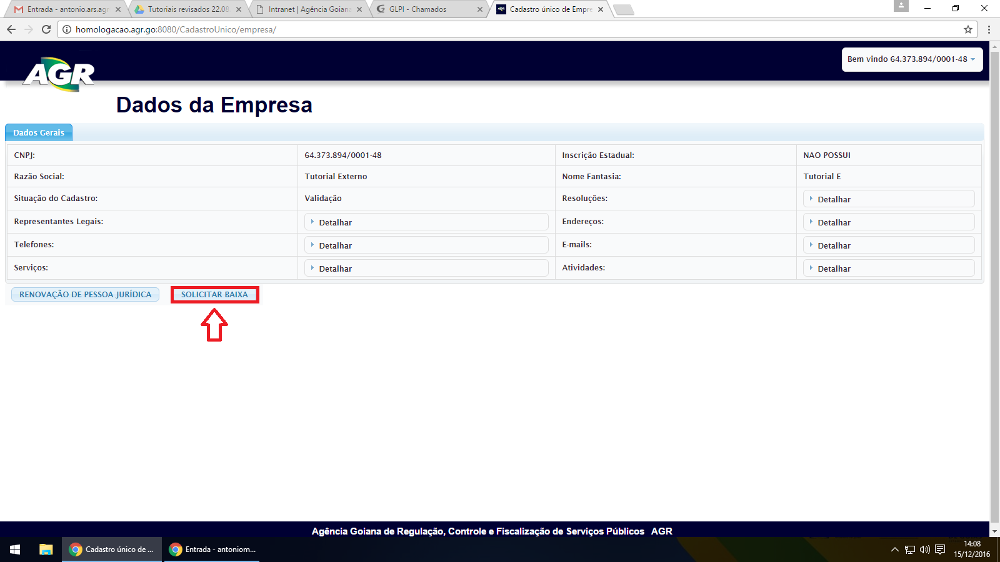 Entrada - antonio.ars.agr
Tutoriais revisados 22.08.
Intranet | Agência Goiana
GLPI - Chamados
Cadastro único de Empre
homologacao.agr.go:8080/CadastroUnico/empresa/
AGR
Bem vindo 64.373.894/0001-48
Dados da Empresa
Dados Gerais
CNPJ: 64.373.894/0001-48 Inscrição Estadual: NAO POSSUI
Razão Social: Tutorial Externo Nome Fantasia: Tutorial E
Situação do Cadastro: Validação Resoluções: Detalhar
Representantes Legais: Detalhar Endereços: Detalhar
Telefones: Detalhar E-mails: Detalhar
Serviços: Detalhar Atividades: Detalhar
RENOVAÇÃO DE PESSOA JURÍDICA SOLICITAR BAIXA
Agência Goiana de Regulação, Controle e Fiscalização de Serviços Públicos AGR
Cadastro único de ...
Entrada - antoniom...
14:08
15/12/2016